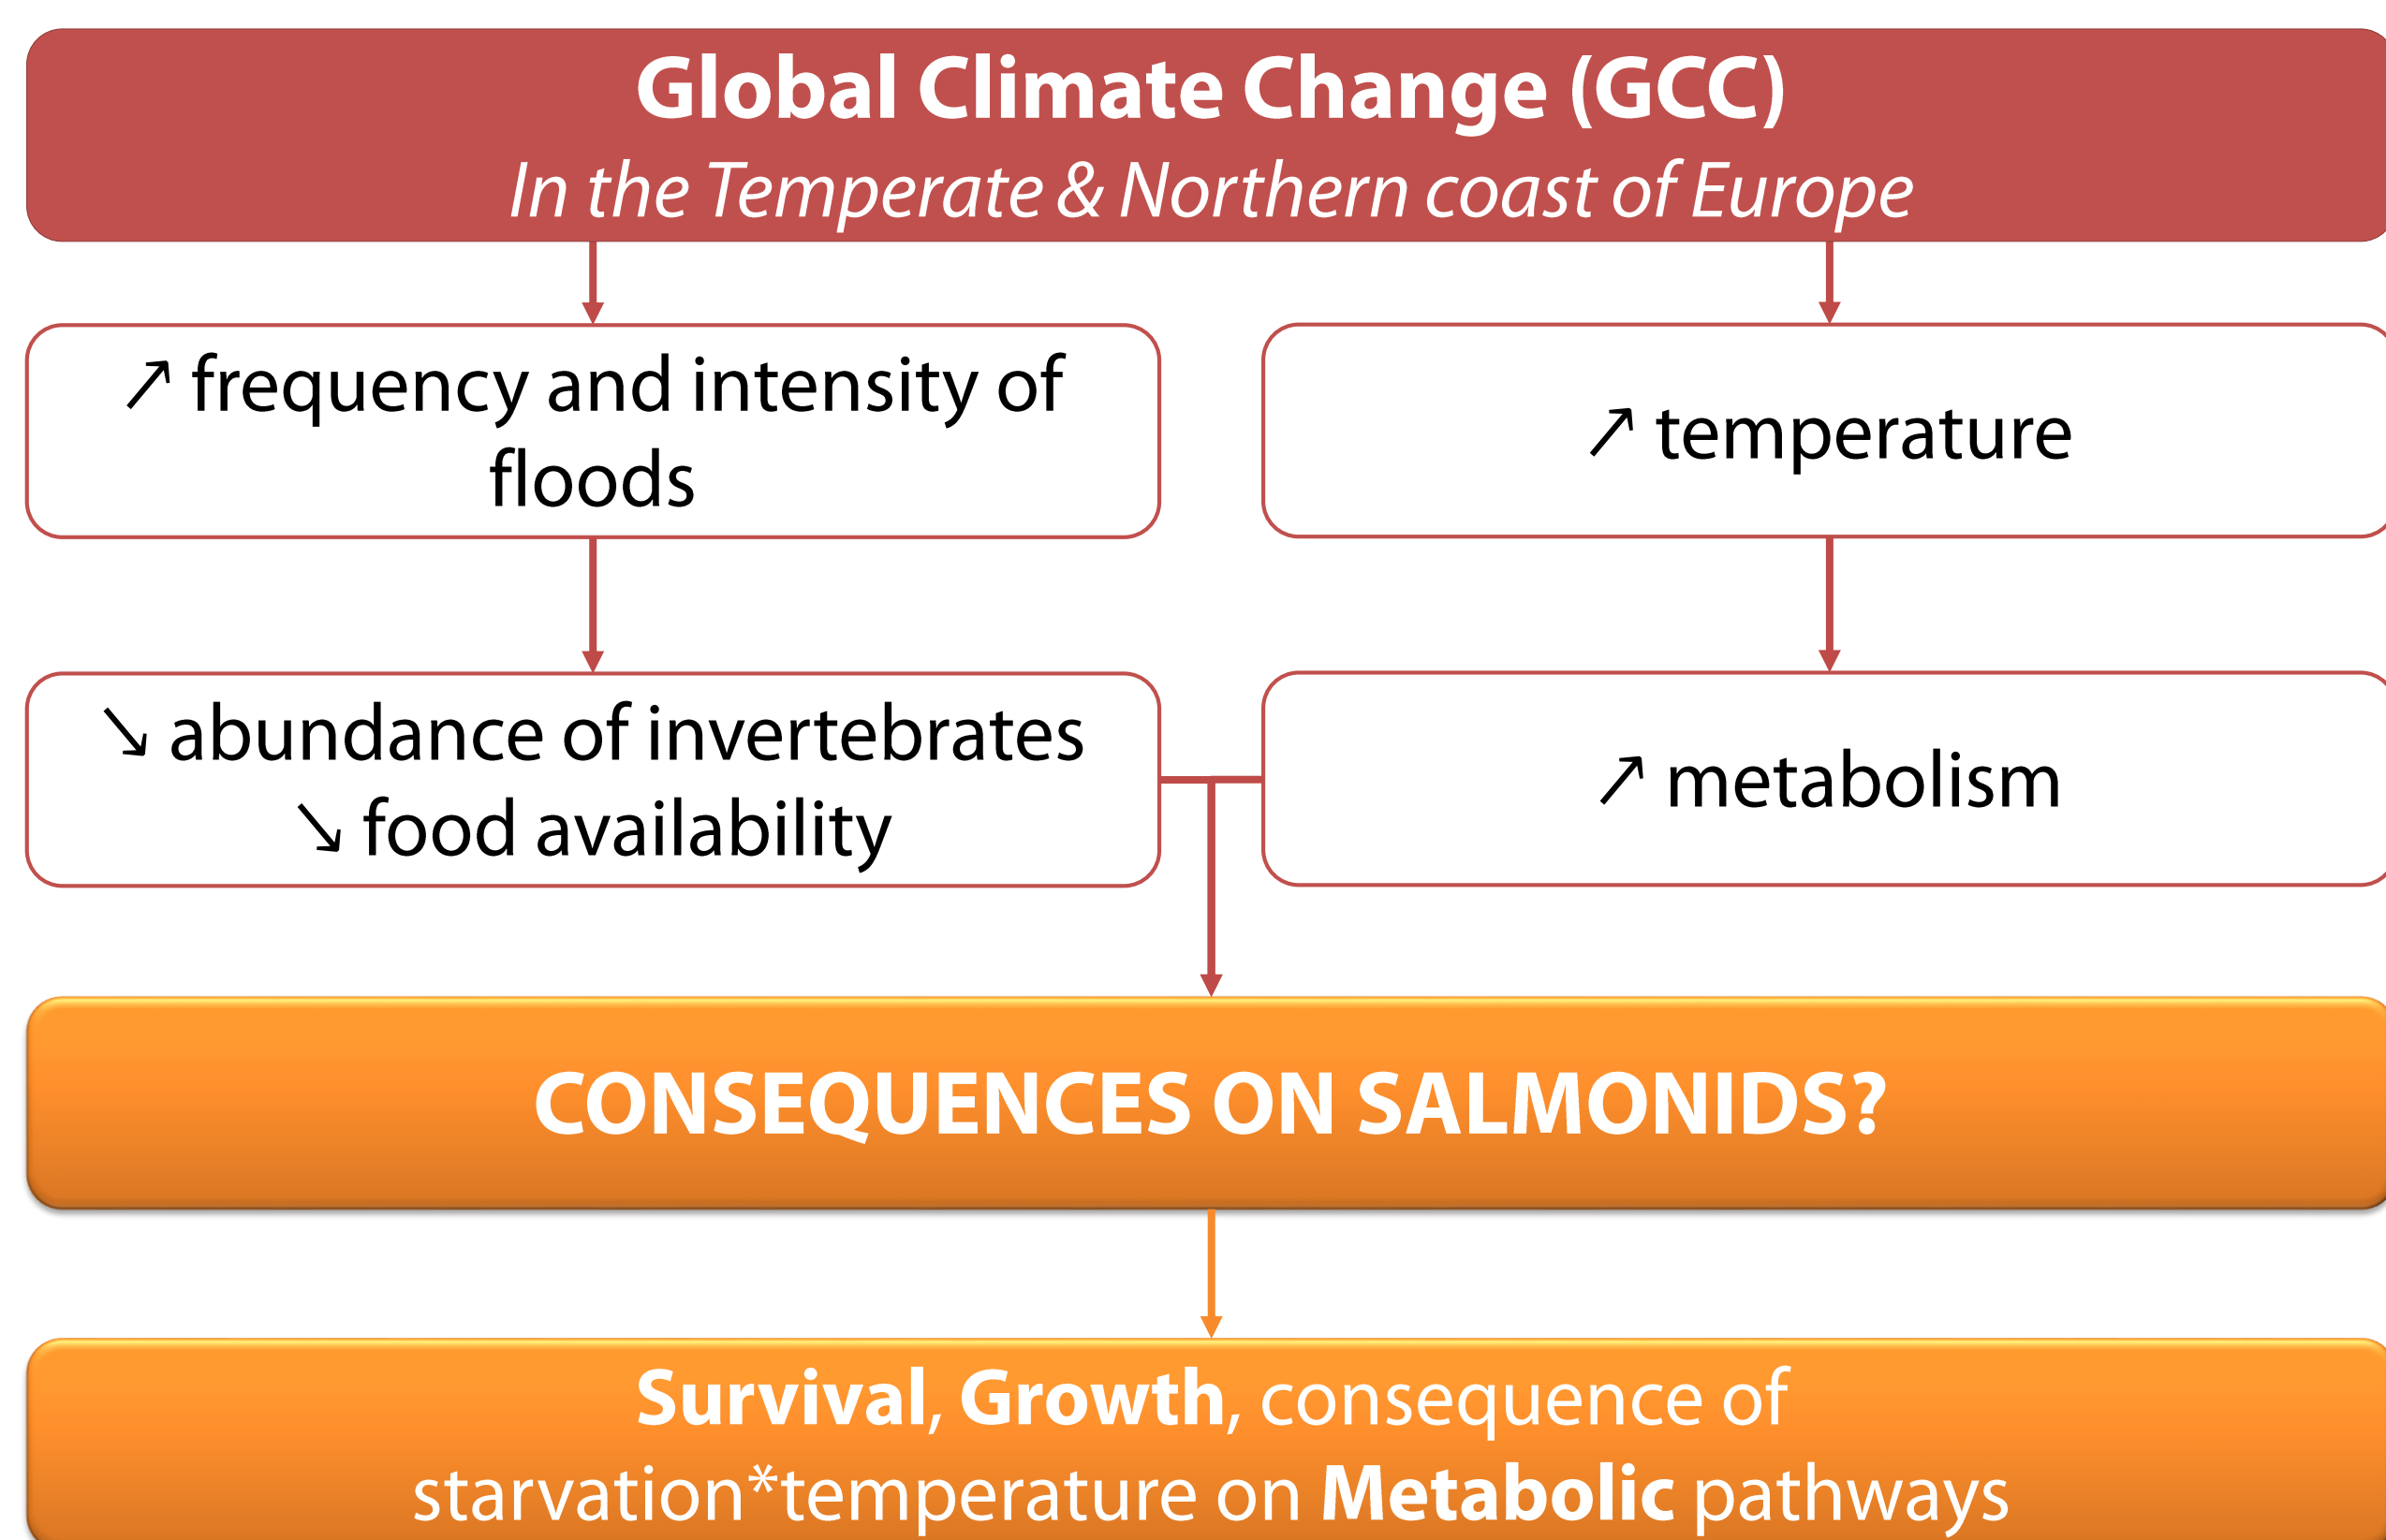 Global Climate Change (GCC)
In the Temperate & Northern coast of Europe
↗ frequency and intensity of
floods
↗ temperature
↘ abundance of invertebrates
↘ food availability
↗ metabolism
CONSEQUENCES ON SALMONIDS?
Survival, Growth, consequence of
starvation*temperature on Metabolic pathways